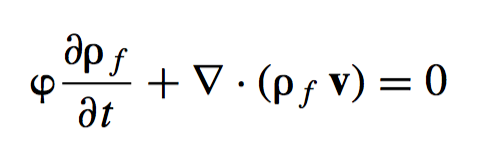 φ ∂ρ_f/∂t + ∇ · (ρ_f **v**) = 0